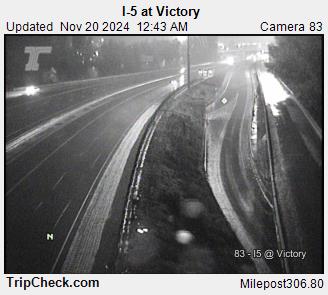 I-5 at Victory
Updated Nov 20 2024 12:43 AM Camera 83
N
83 - I5 @ Victory
TripCheck.com Milepost306.80